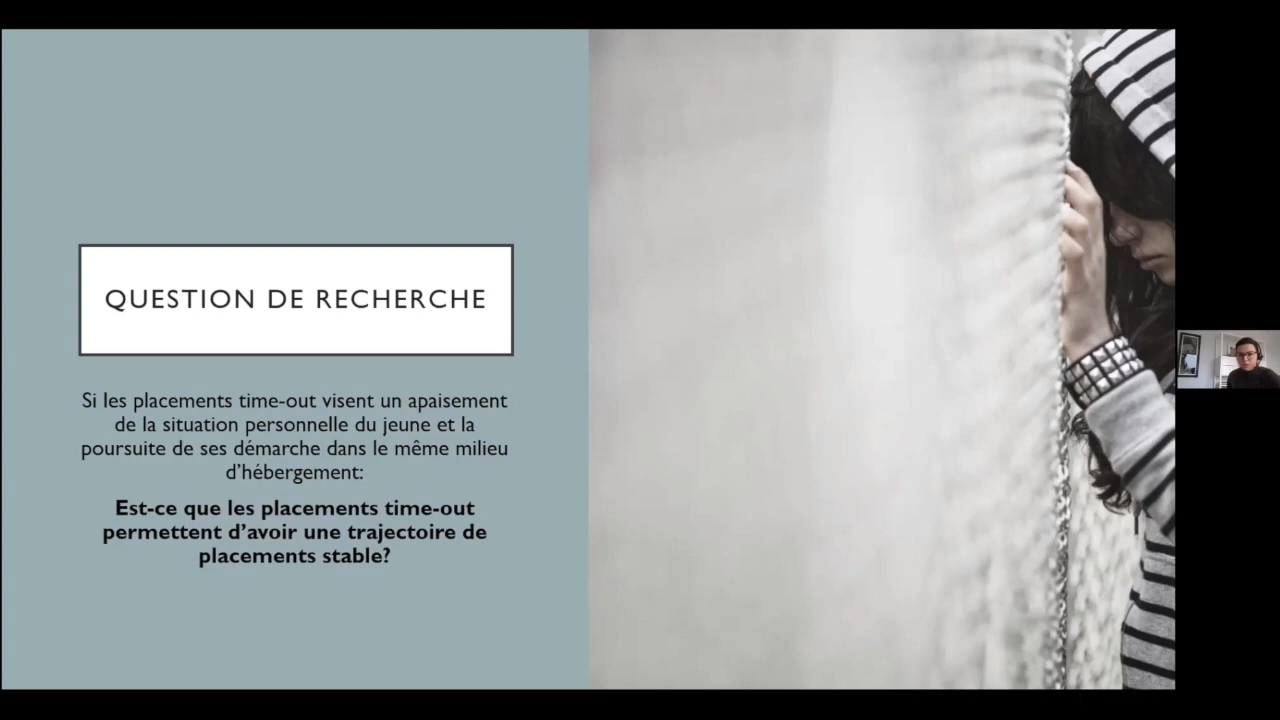 QUESTION DE RECHERCHE
Si les placements time-out visent un apaisement
de la situation personnelle du jeune et la
poursuite de ses démarche dans le même milieu
d’hébergement:
Est-ce que les placements time-out
permettent d’avoir une trajectoire de
placements stable?